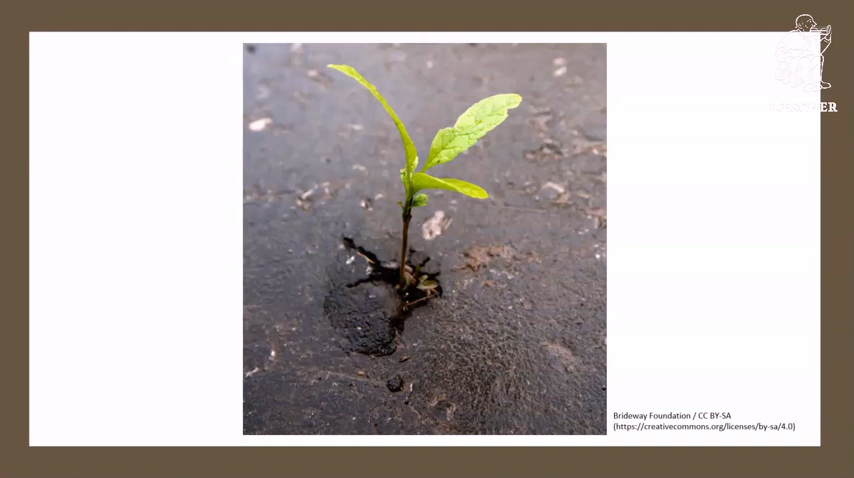 Brideway Foundation / CC BY-SA
(https://creativecommons.org/licenses/by-sa/4.0)